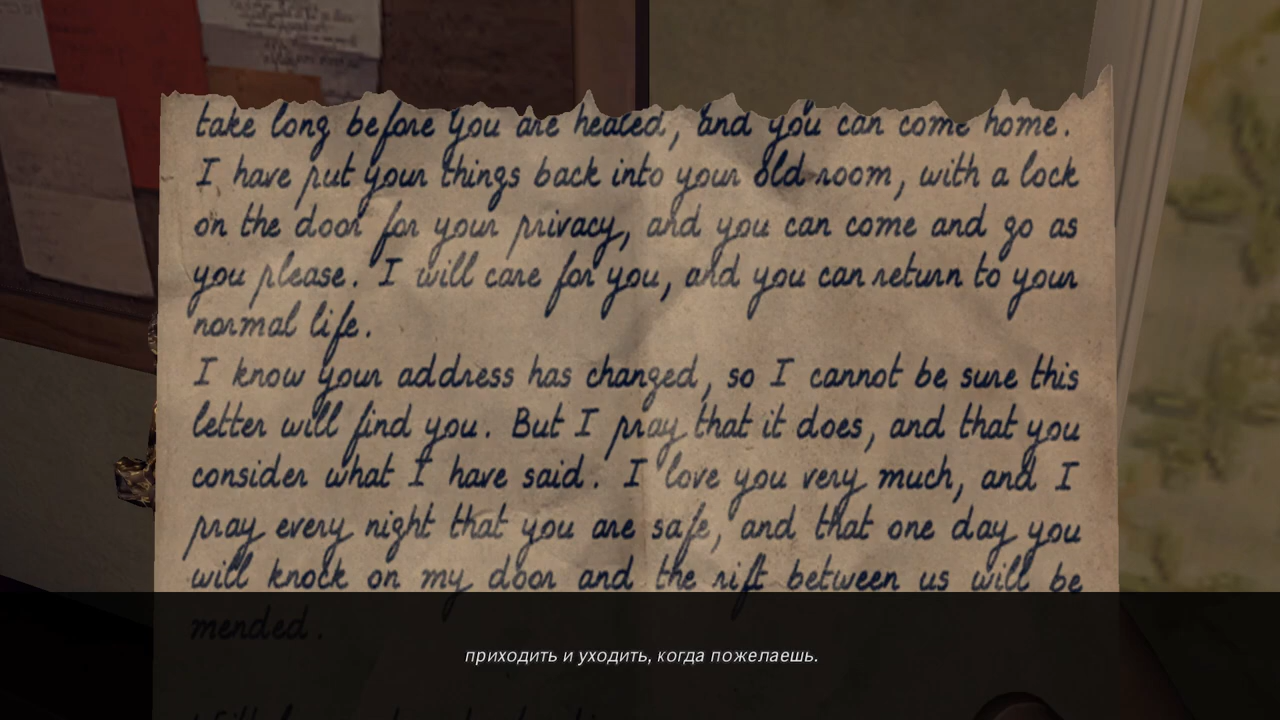 take long before you are healed, and you can come home.
I have put your things back into your old room, with a lock
on the door for your privacy, and you can come and go as
you please. I will care for you, and you can return to your
normal life.
I know your address has changed, so I cannot be sure this
letter will find you. But I pray that it does, and that you
consider what I have said. I love you very much, and I
pray every night that you are safe, and that one day you
will knock on my door and the rift between us will be
mended.
приходить и уходить, когда пожелаешь.